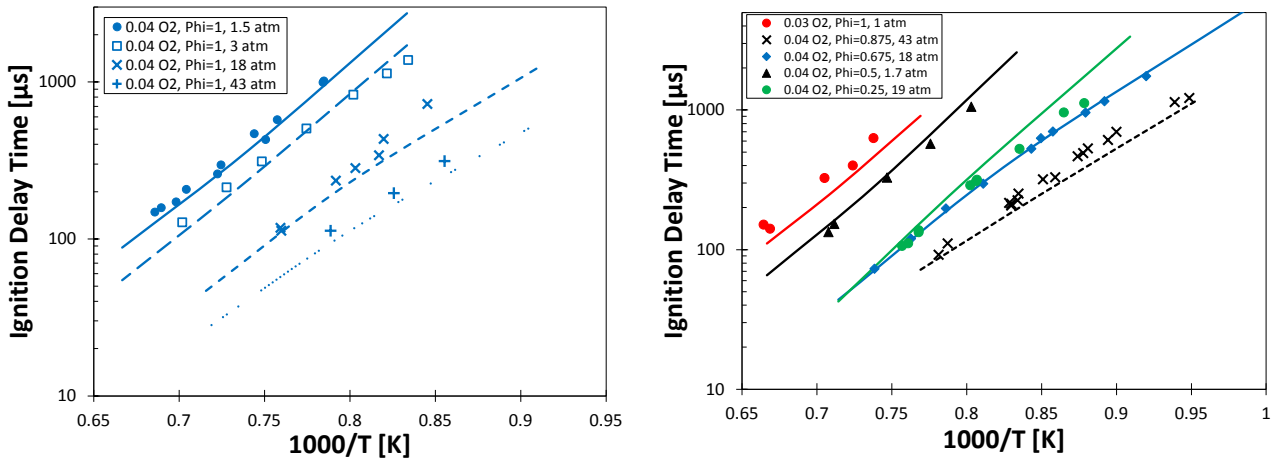 0.04 O2, Phi=1, 1.5 atm
0.04 O2, Phi=1, 3 atm
0.04 O2, Phi=1, 18 atm
0.04 O2, Phi=1, 43 atm
Ignition Delay Time [µs]
1000
100
10
0.65 0.7 0.75 0.8 0.85 0.9 0.95
1000/T [K]
0.03 O2, Phi=1, 1 atm
0.04 O2, Phi=0.875, 43 atm
0.04 O2, Phi=0.675, 18 atm
0.04 O2, Phi=0.5, 1.7 atm
0.04 O2, Phi=0.25, 19 atm
Ignition Delay Time [µs]
1000
100
10
0.65 0.7 0.75 0.8 0.85 0.9 0.95 1
1000/T [K]